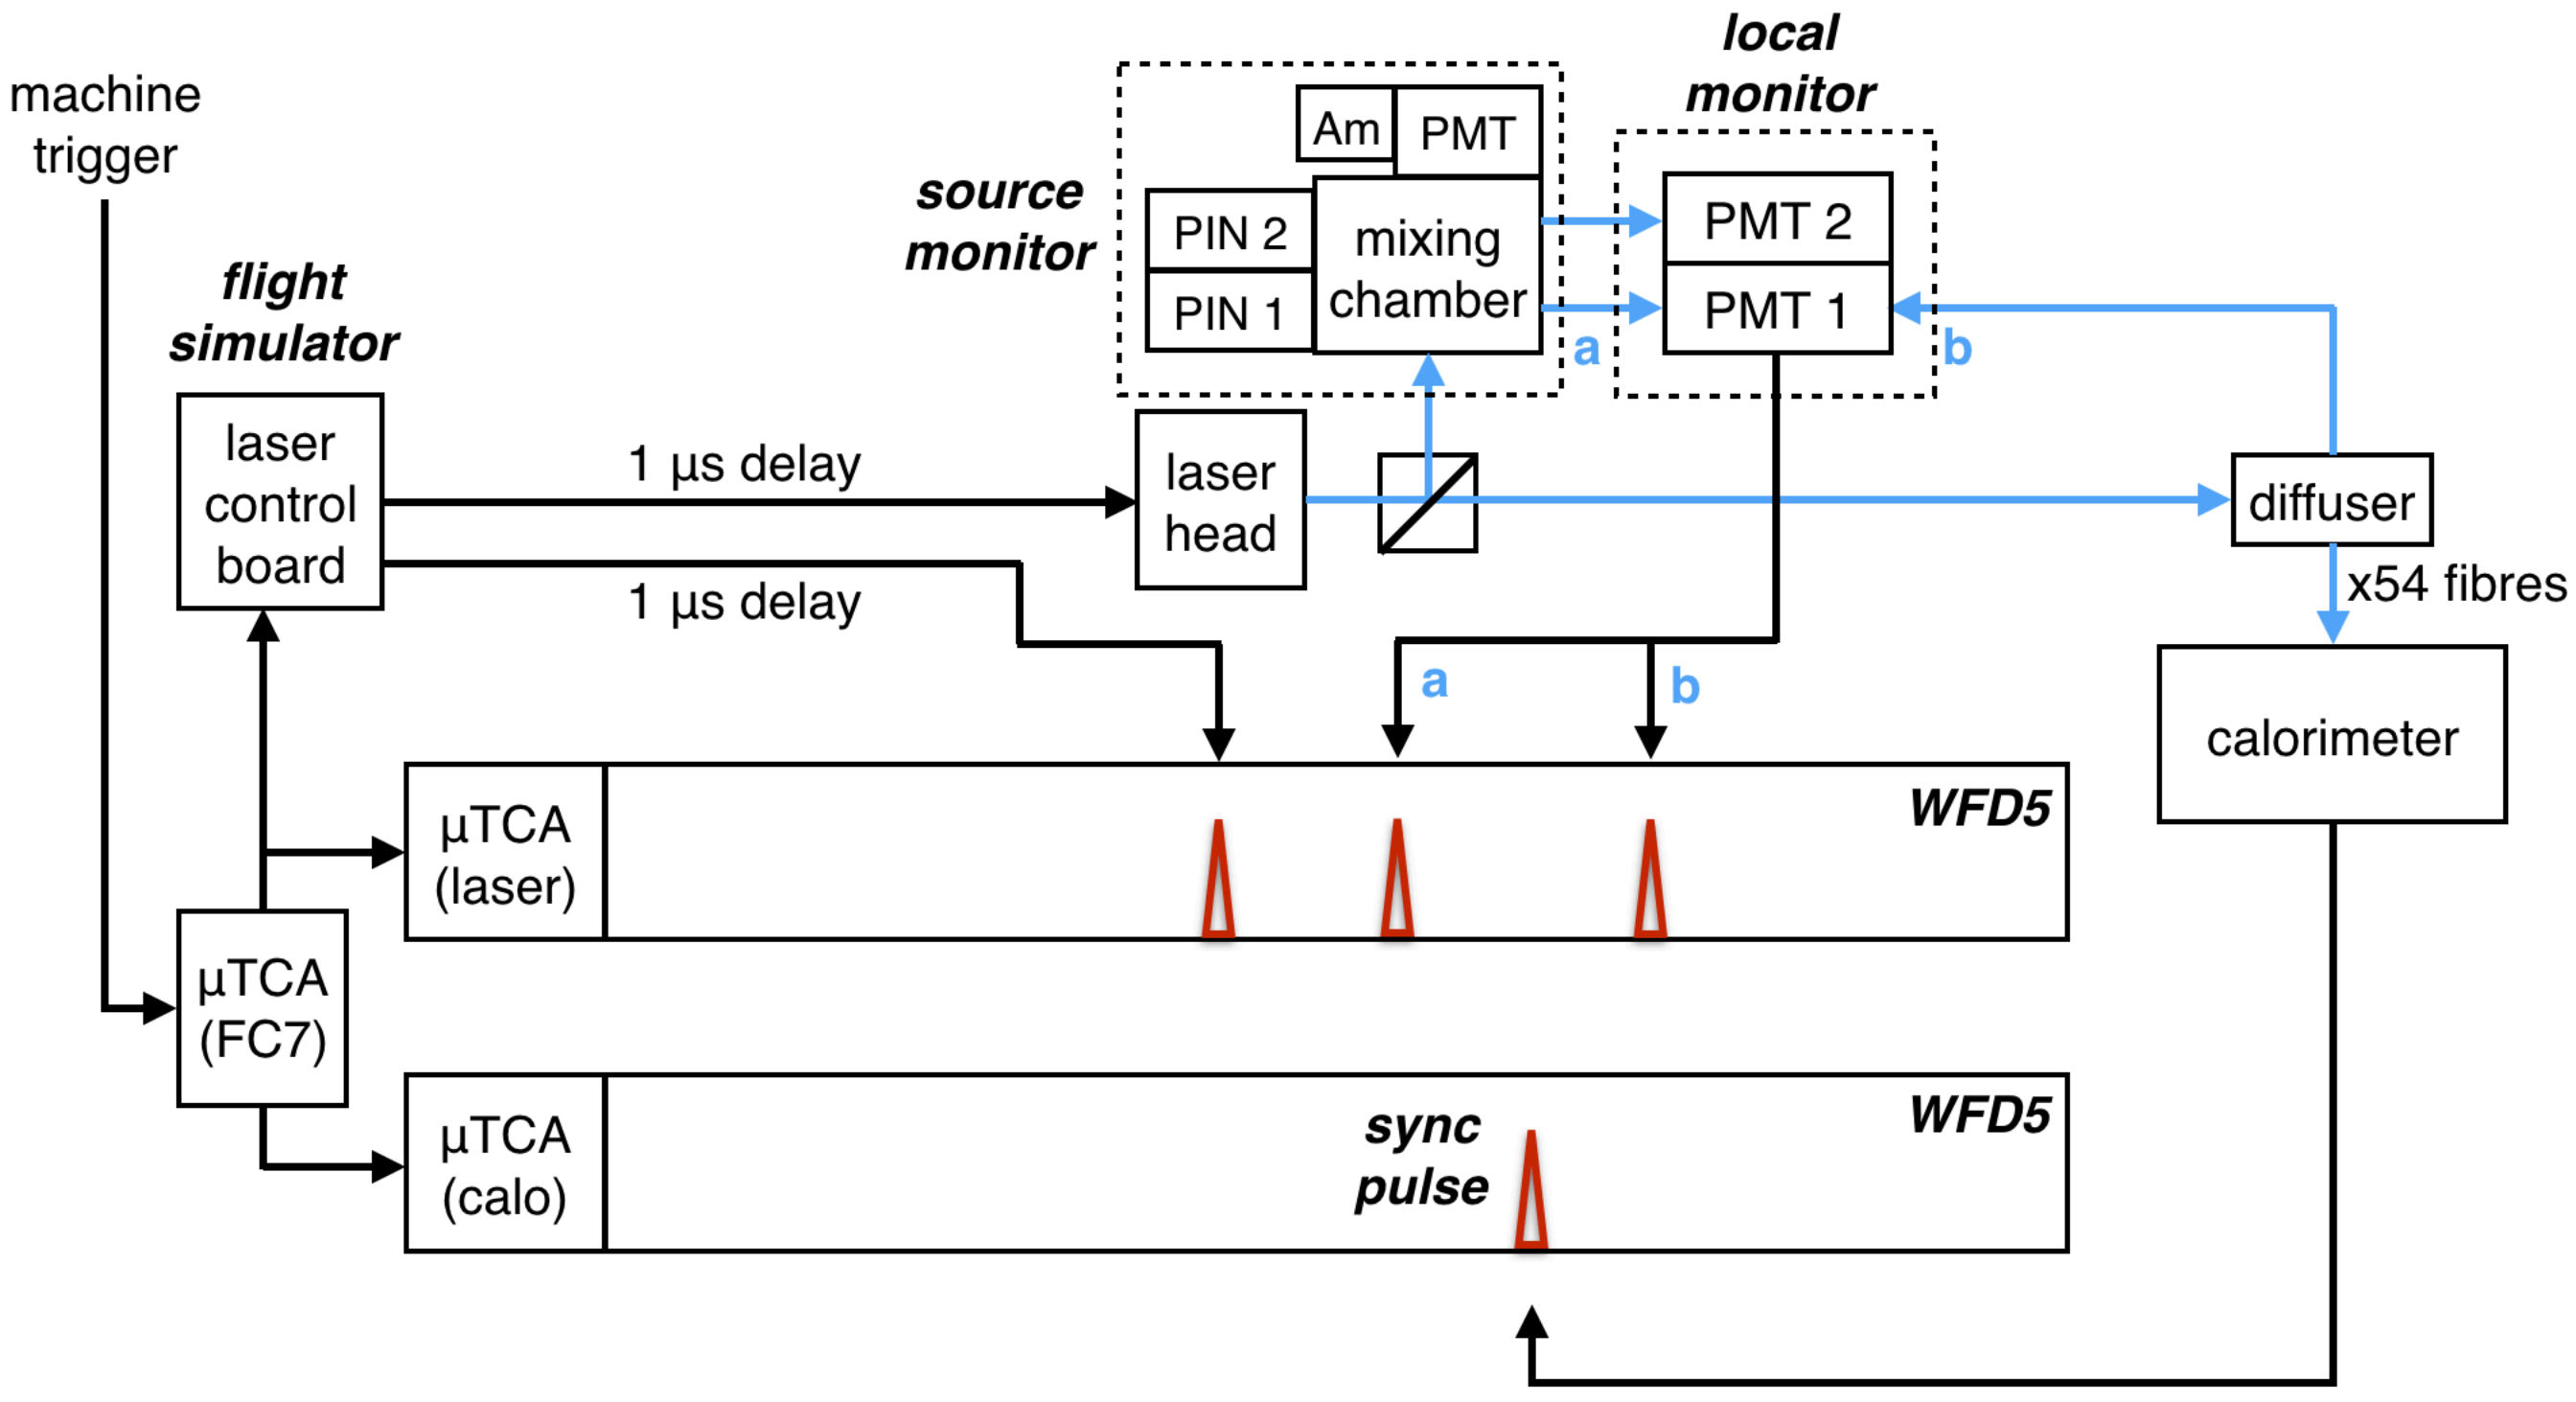 machine
trigger
flight
simulator
laser
control
board
1 µs delay
1 µs delay
source
monitor
Am
PMT
PIN 2
PIN 1
mixing
chamber
local
monitor
PMT 2
PMT 1
a
b
laser
head
diffuser
x54 fibres
calorimeter
a
b
µTCA
(laser)
WFD5
µTCA
(FC7)
µTCA
(calo)
sync
pulse
WFD5